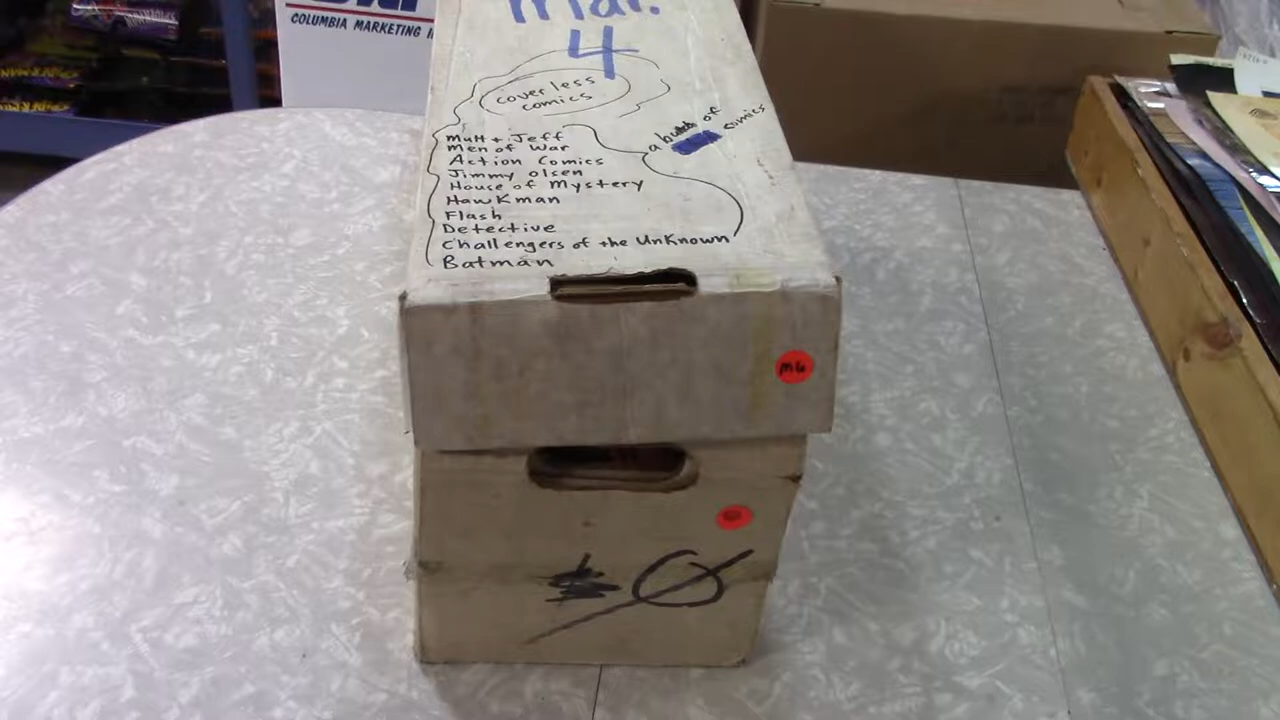 COLUMBIA MARKETING
Mar.
4
coverless
comics
a bunch of
comics
Mutt + Jeff
Men of War
Action Comics
Jimmy Olsen
House of Mystery
Hawkman
Flash
Detective
Challengers of the Unknown
Batman